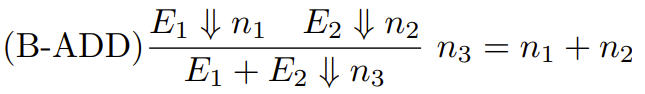 (B-ADD) E₁ ⇓ n₁ E₂ ⇓ n₂
E₁ + E₂ ⇓ n₃
n₃ = n₁ + n₂